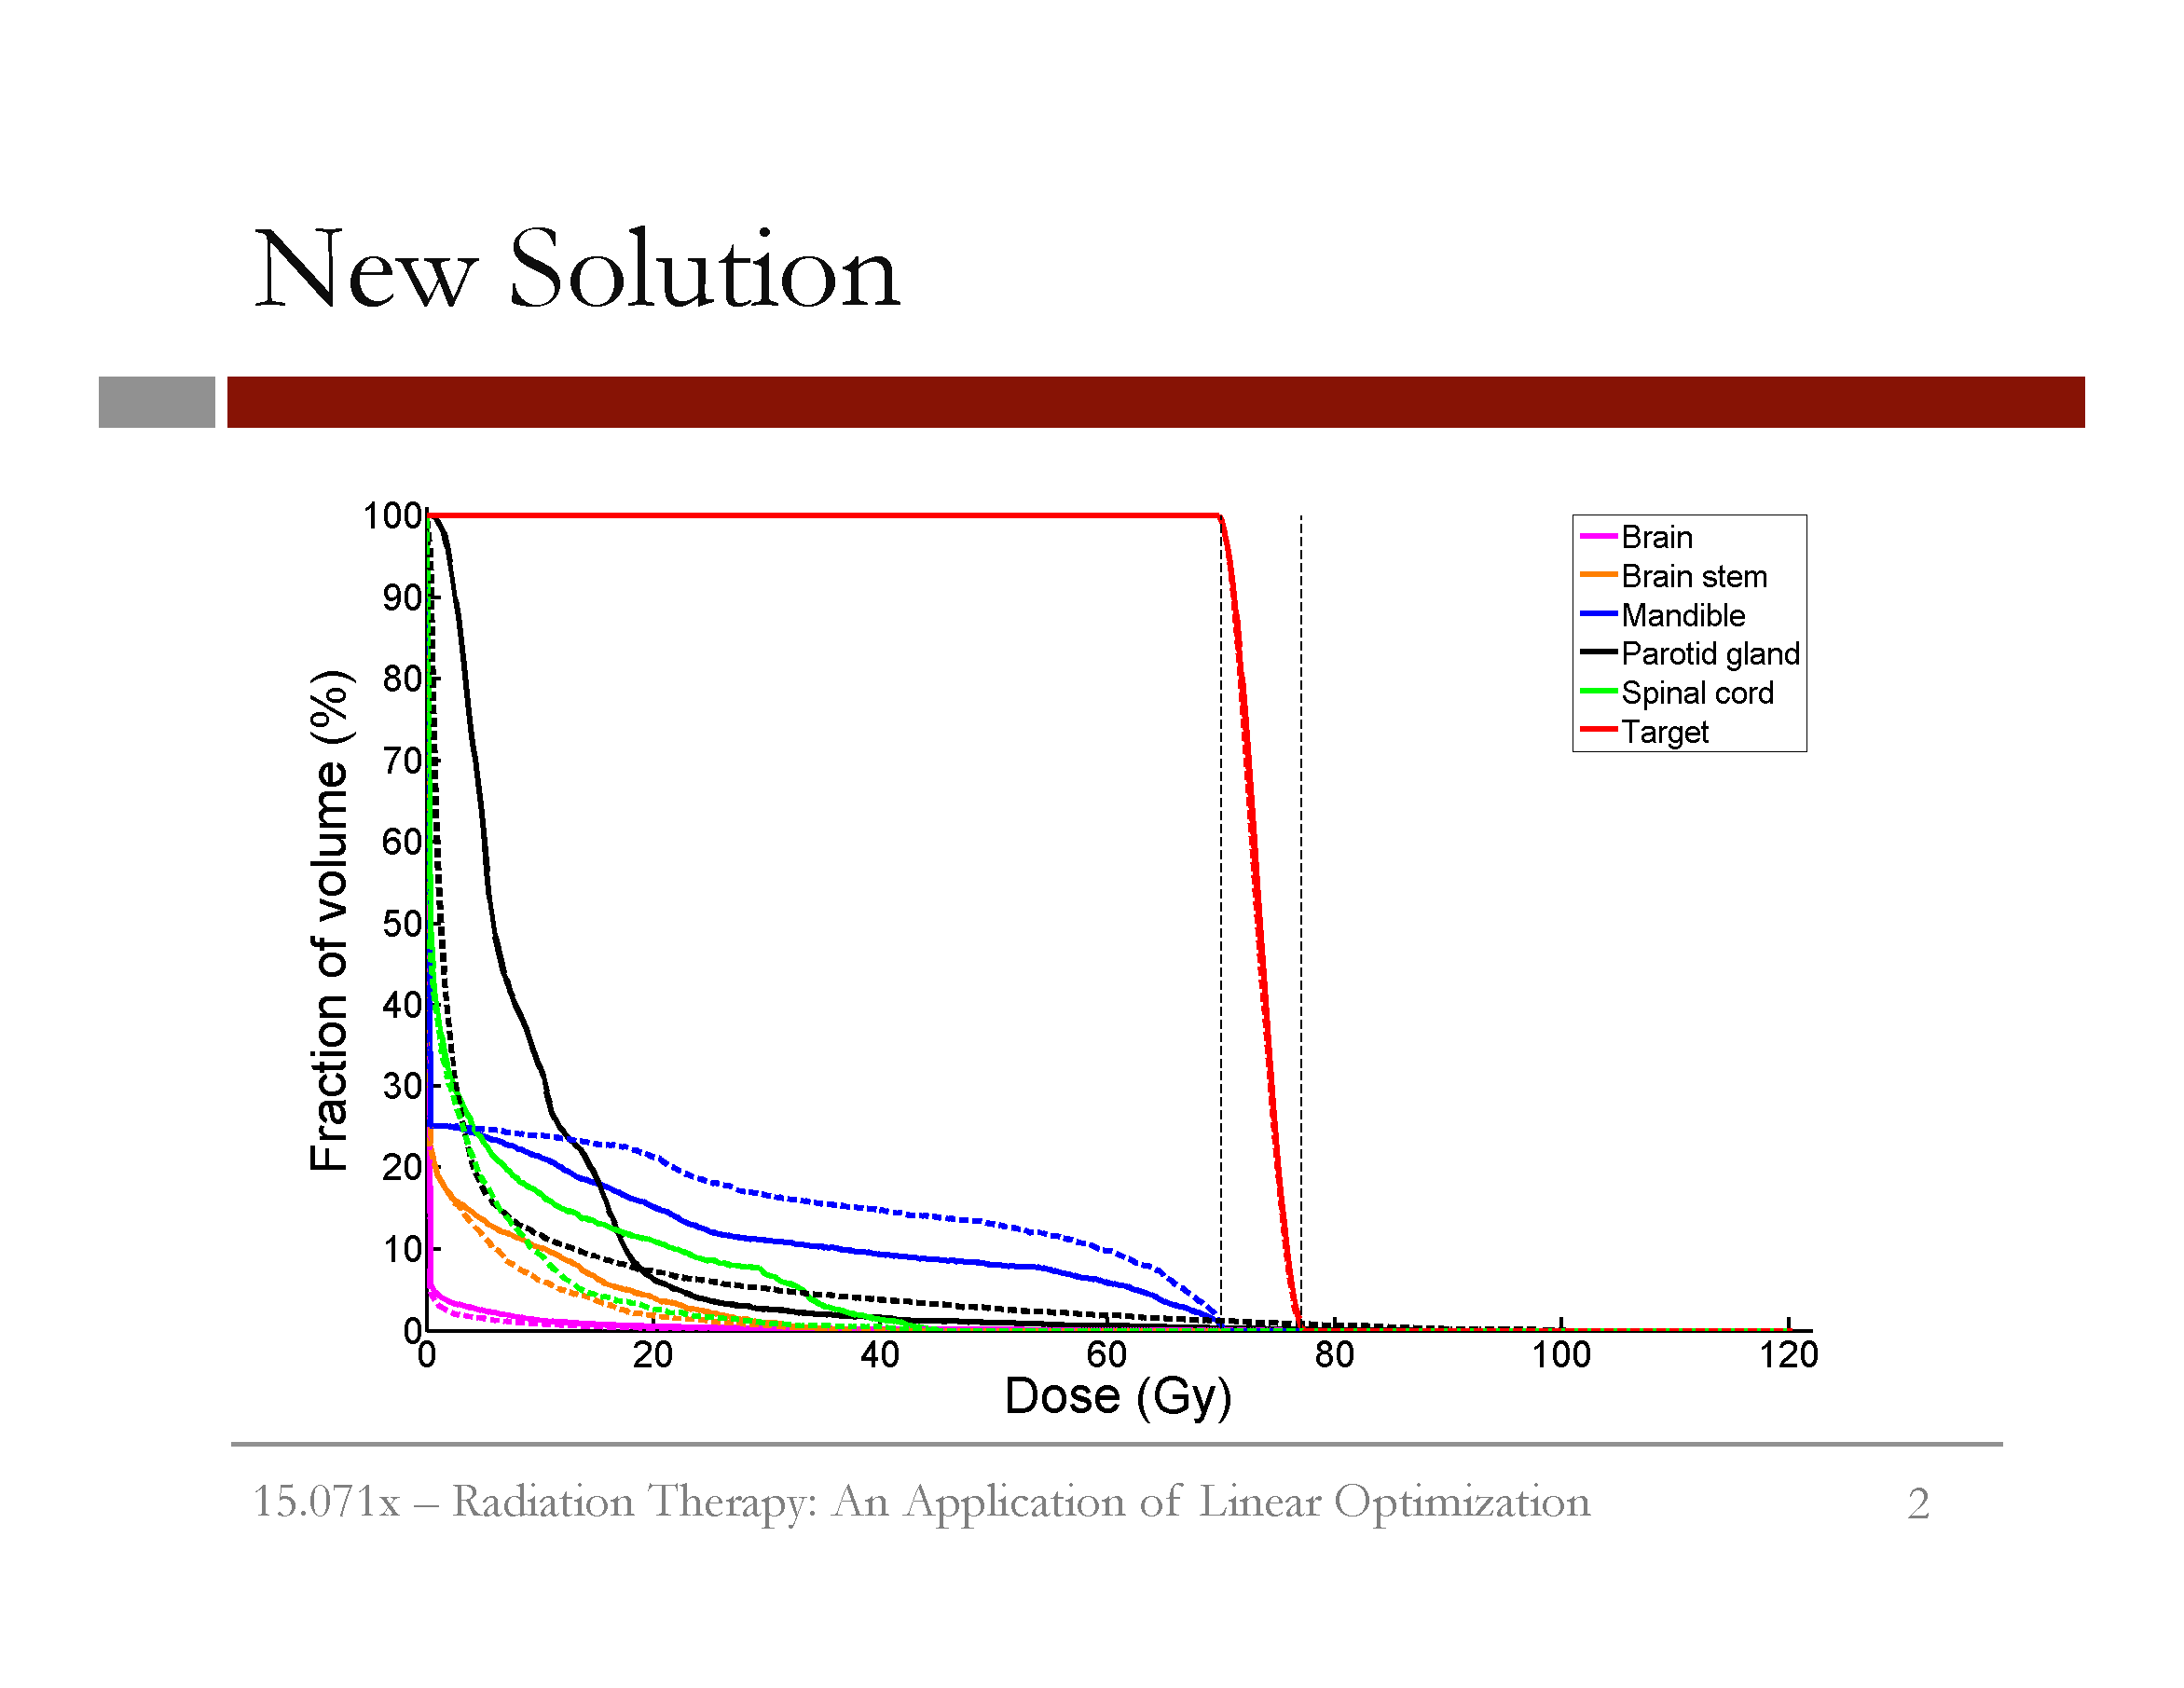 New Solution
100
90
80
70
60
50
40
30
20
10
0
Fraction of volume (%)
0 20 40 60 80 100 120
Dose (Gy)
Brain
Brain stem
Mandible
Parotid gland
Spinal cord
Target
15.071x – Radiation Therapy: An Application of Linear Optimization 2